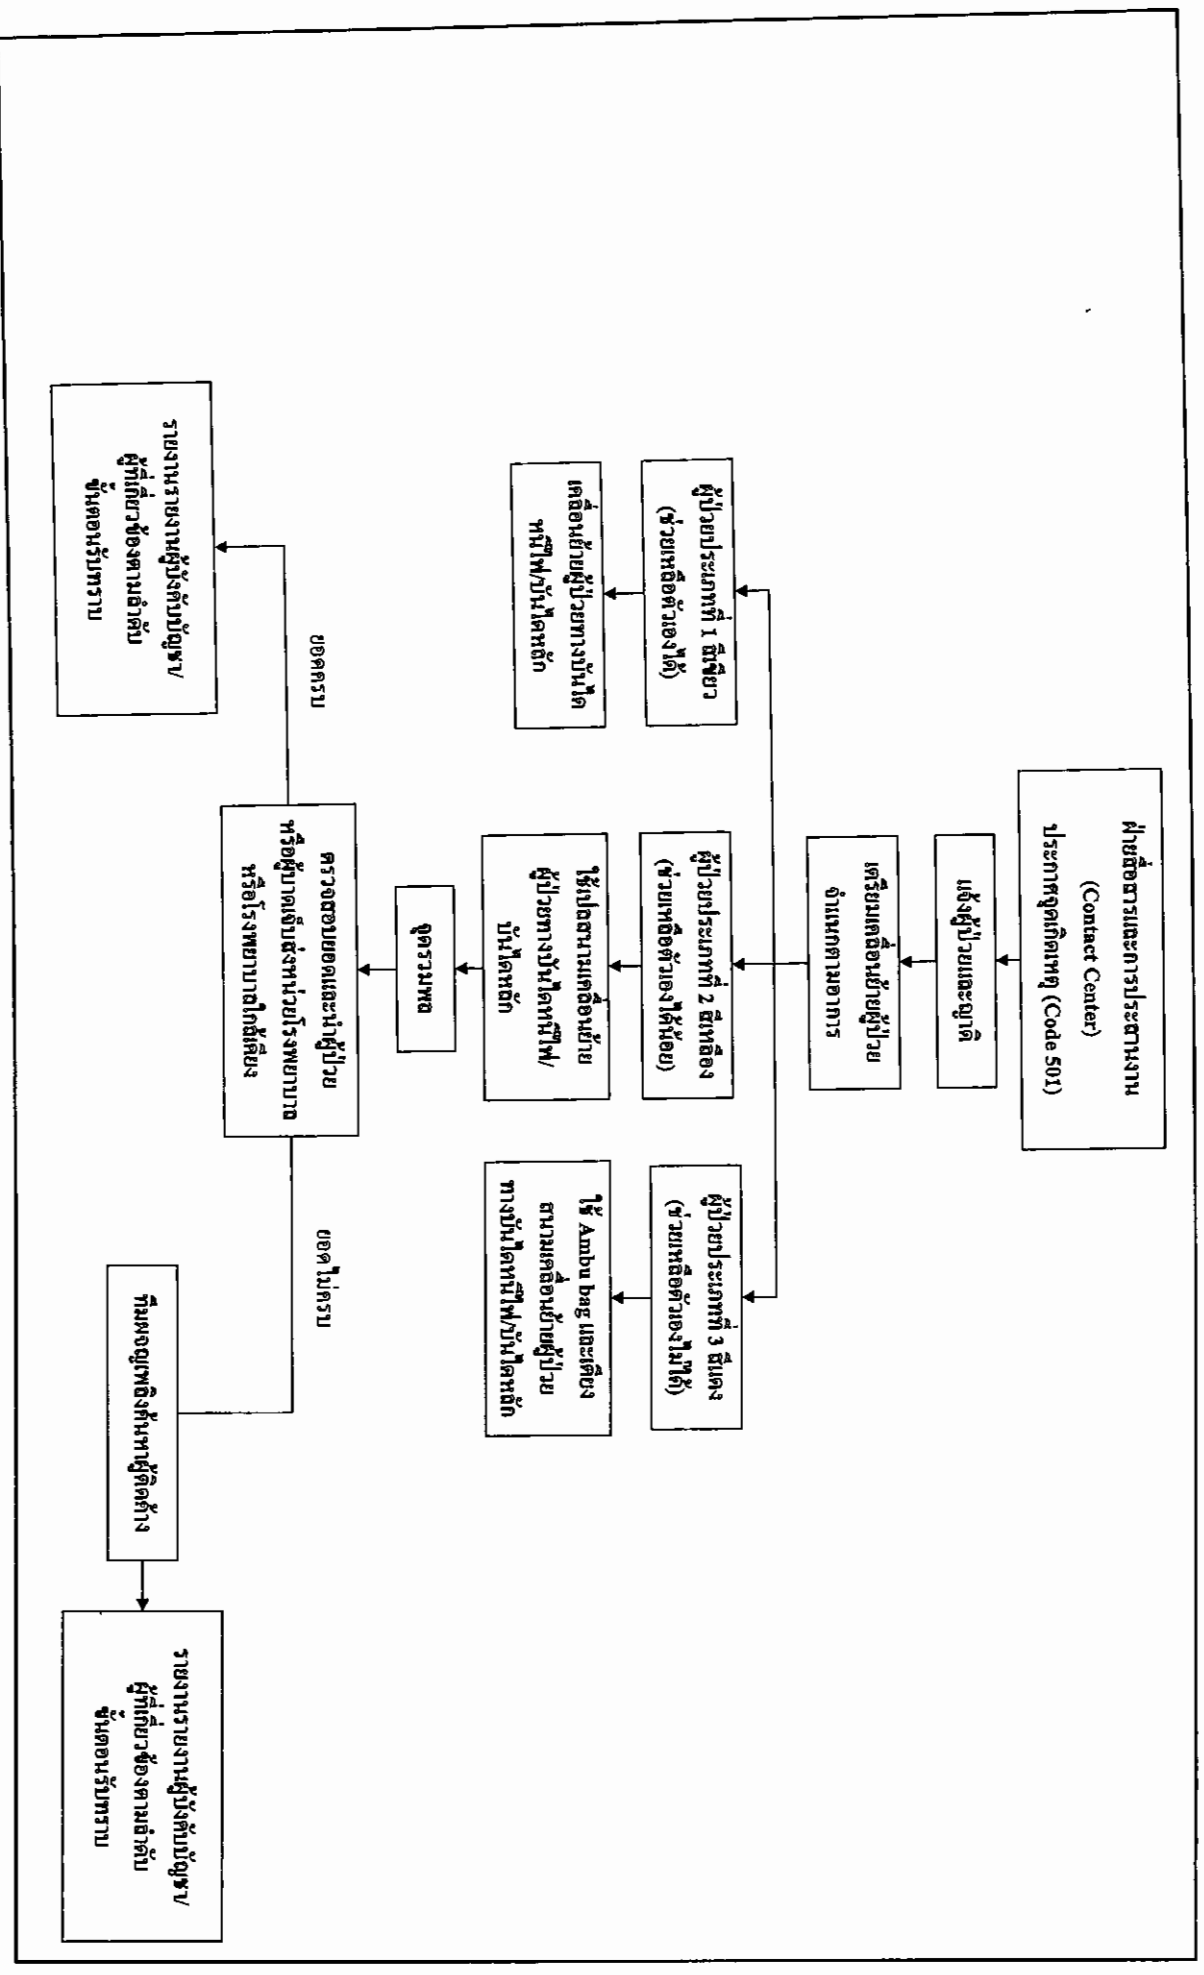 ฝ่ายสื่อสารและการประสานงาน
(Contact Center)
ประกาศจุดเกิดเหตุ (Code 501)
แจ้งผู้ป่วยและญาติ
เตรียมเคลื่อนย้ายผู้ป่วย
จำแนกตามอาการ
ผู้ป่วยประเภทที่ 1 สีเขียว
(ช่วยเหลือตัวเองได้)
เคลื่อนย้ายผู้ป่วยทางบันได
หนีไฟ/บันไดหลัก
ผู้ป่วยประเภทที่ 2 สีเหลือง
(ช่วยเหลือตัวเองได้น้อย)
ใช้เปลสนามเคลื่อนย้าย
ผู้ป่วยทางบันไดหนีไฟ/
บันไดหลัก
ผู้ป่วยประเภทที่ 3 สีแดง
(ช่วยเหลือตัวเองไม่ได้)
ใช้ Ambu bag และเตียง
สนามเคลื่อนย้ายผู้ป่วย
ทางบันไดหนีไฟ/บันไดหลัก
จุดรวมพล
ตรวจสอบยอดและนำผู้ป่วย
หรือผู้บาดเจ็บส่งหน่วยโรงพยาบาล
หรือโรงพยาบาลใกล้เคียง
ยอดครบ
ยอดไม่ครบ
รายงานรายงานผู้บังคับบัญชา/
ผู้ที่เกี่ยวข้องตามลำดับ
ขั้นตอนรับทราบ
ทีมผจญเพลิงค้นหาผู้ติดค้าง
รายงานรายงานผู้บังคับบัญชา/
ผู้ที่เกี่ยวข้องตามลำดับ
ขั้นตอนรับทราบ